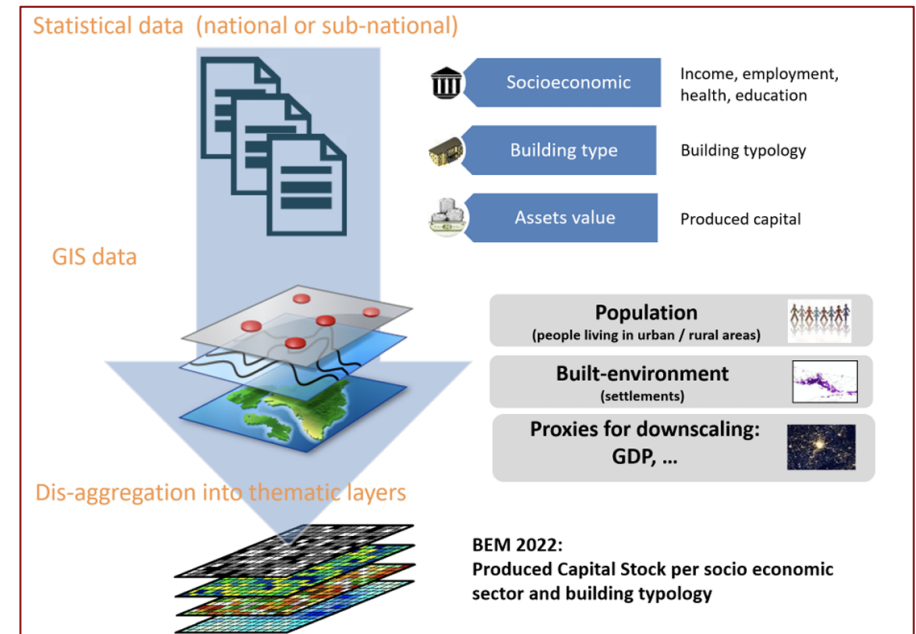 Statistical data (national or sub-national)
Socioeconomic
Income, employment,
health, education
Building type
Building typology
Assets value
Produced capital
GIS data
Population
(people living in urban / rural areas)
Built-environment
(settlements)
Proxies for downscaling:
GDP, ...
Dis-aggregation into thematic layers
BEM 2022:
Produced Capital Stock per socio economic
sector and building typology